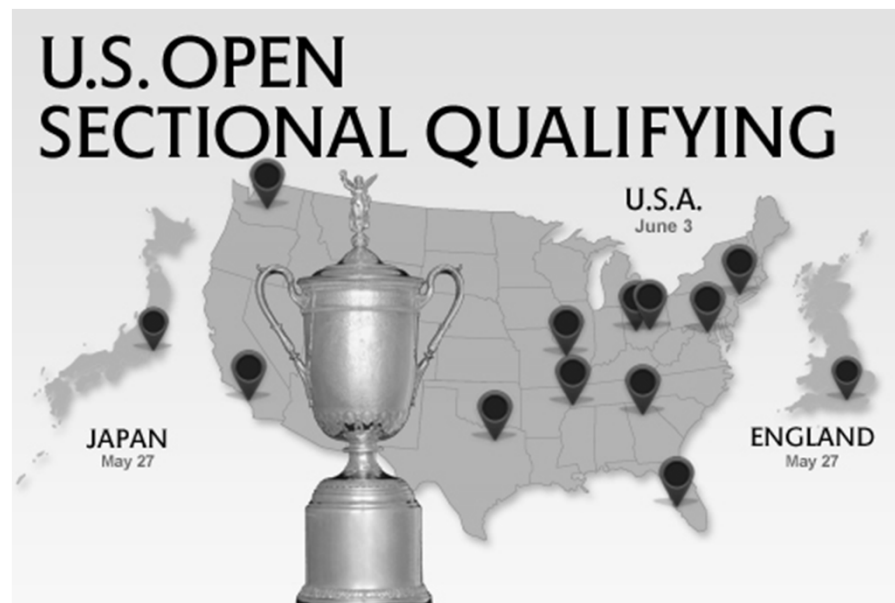 U.S. OPEN
SECTIONAL QUALIFYING
U.S.A.
June 3
JAPAN
May 27
ENGLAND
May 27